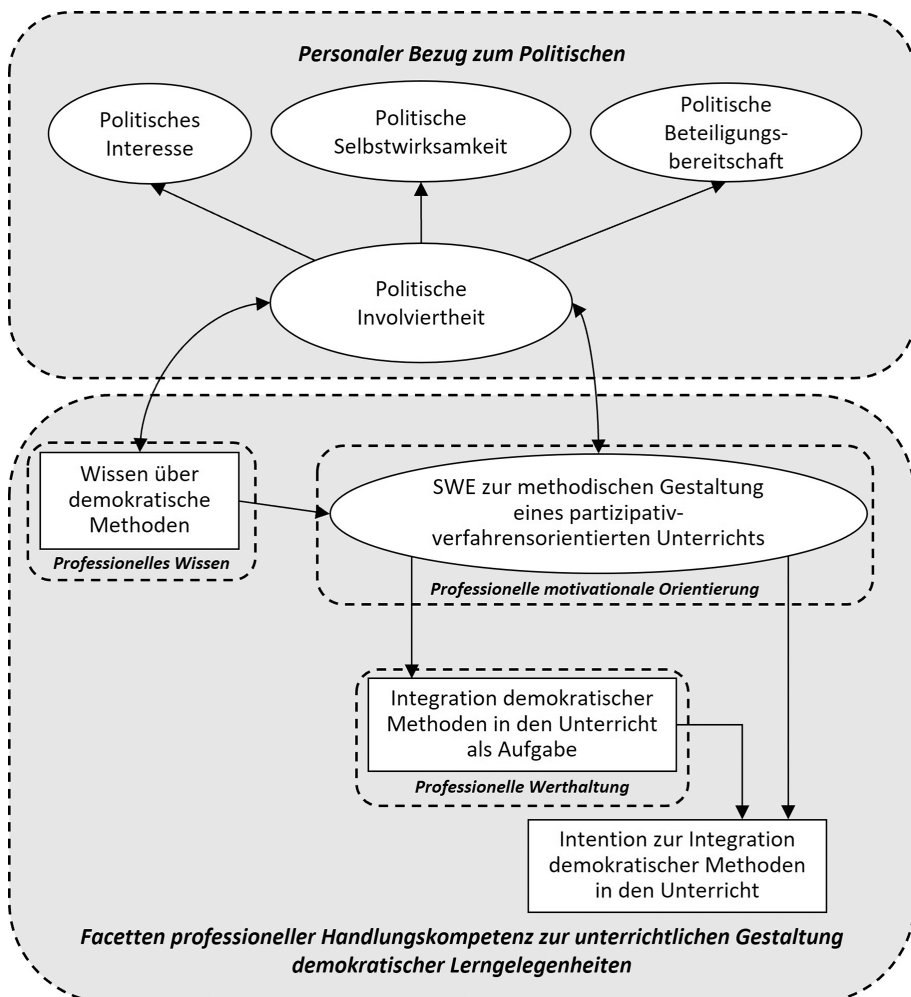 Personaler Bezug zum Politischen
Politisches
Interesse
Politische
Selbstwirksamkeit
Politische
Beteiligungs-
bereitschaft
Politische
Involviertheit
Wissen über
demokratische
Methoden
Professionelles Wissen
SWE zur methodischen Gestaltung
eines partizipativ-
verfahrensorientierten Unterrichts
Professionelle motivationale Orientierung
Integration demokratischer
Methoden in den Unterricht
als Aufgabe
Professionelle Werthaltung
Intention zur Integration
demokratischer Methoden
in den Unterricht
Facetten professioneller Handlungskompetenz zur unterrichtlichen Gestaltung
demokratischer Lerngelegenheiten